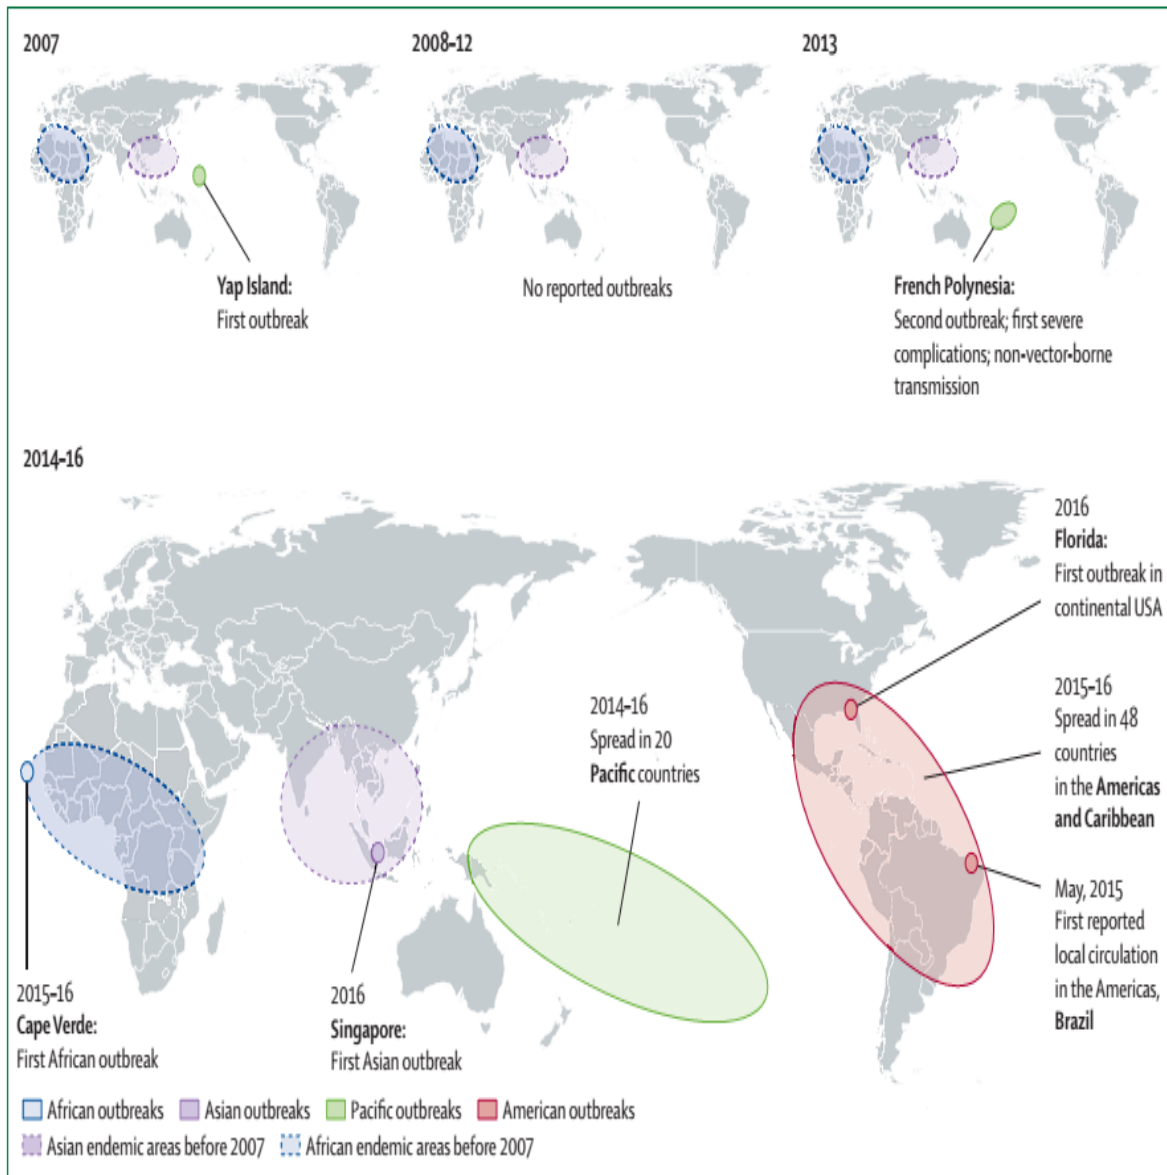 2007
2008–12
2013
Yap Island:
First outbreak
No reported outbreaks
French Polynesia:
Second outbreak; first severe
complications; non-vector-borne
transmission
2014–16
2016
Florida:
First outbreak in
continental USA
2015–16
Spread in 48
countries
in the Americas
and Caribbean
2014–16
Spread in 20
Pacific countries
May, 2015
First reported
local circulation
in the Americas,
Brazil
2015–16
Cape Verde:
First African outbreak
2016
Singapore:
First Asian outbreak
African outbreaks
Asian outbreaks
Pacific outbreaks
American outbreaks
Asian endemic areas before 2007
African endemic areas before 2007